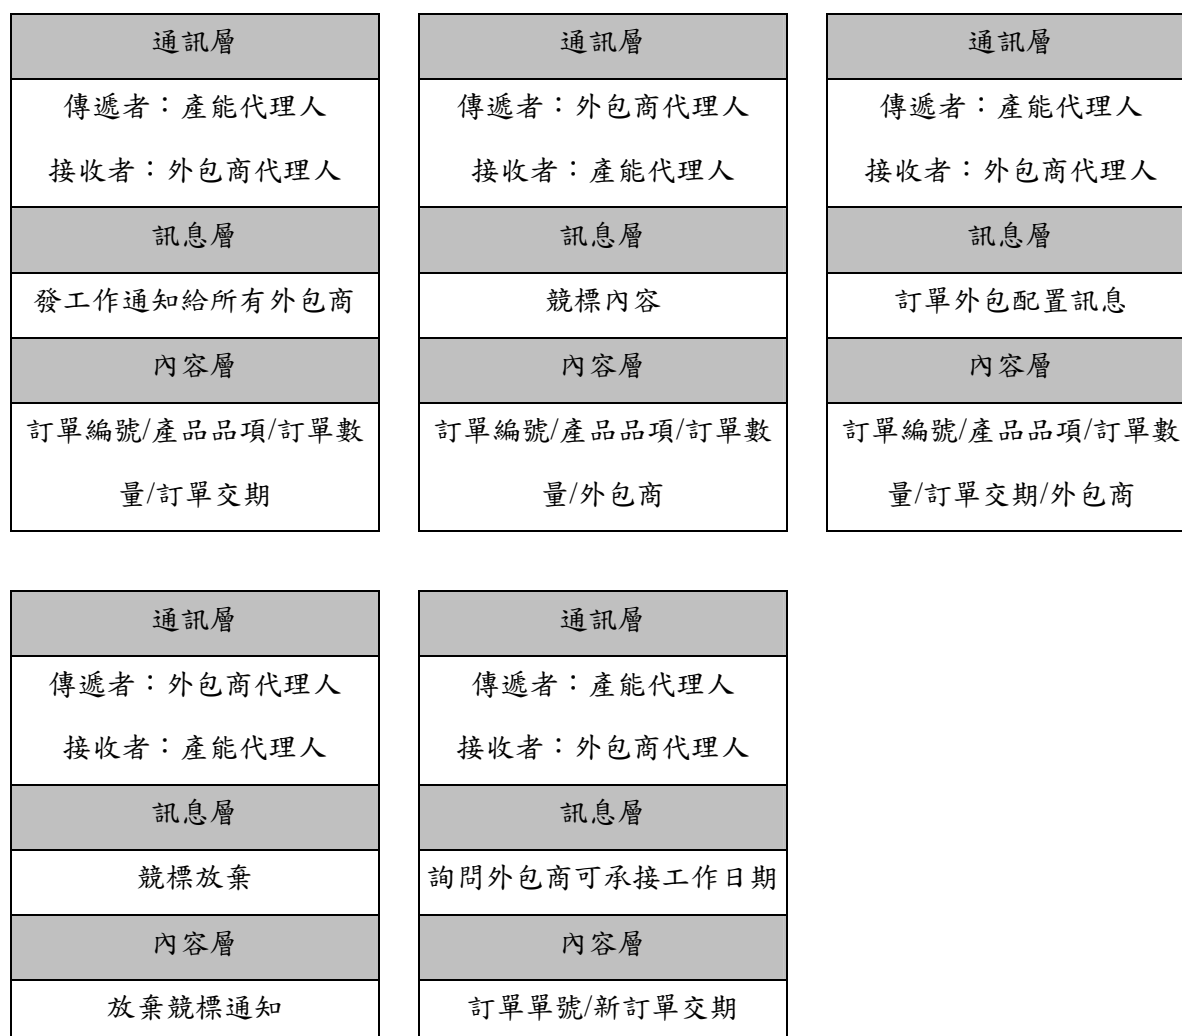 通訊層
傳遞者：產能代理人
接收者：外包商代理人
訊息層
發工作通知給所有外包商
內容層
訂單編號/產品品項/訂單數
量/訂單交期
通訊層
傳遞者：外包商代理人
接收者：產能代理人
訊息層
競標內容
內容層
訂單編號/產品品項/訂單數
量/外包商
通訊層
傳遞者：產能代理人
接收者：外包商代理人
訊息層
訂單外包配置訊息
內容層
訂單編號/產品品項/訂單數
量/訂單交期/外包商
通訊層
傳遞者：外包商代理人
接收者：產能代理人
訊息層
競標放棄
內容層
放棄競標通知
通訊層
傳遞者：產能代理人
接收者：外包商代理人
訊息層
詢問外包商可承接工作日期
內容層
訂單單號/新訂單交期